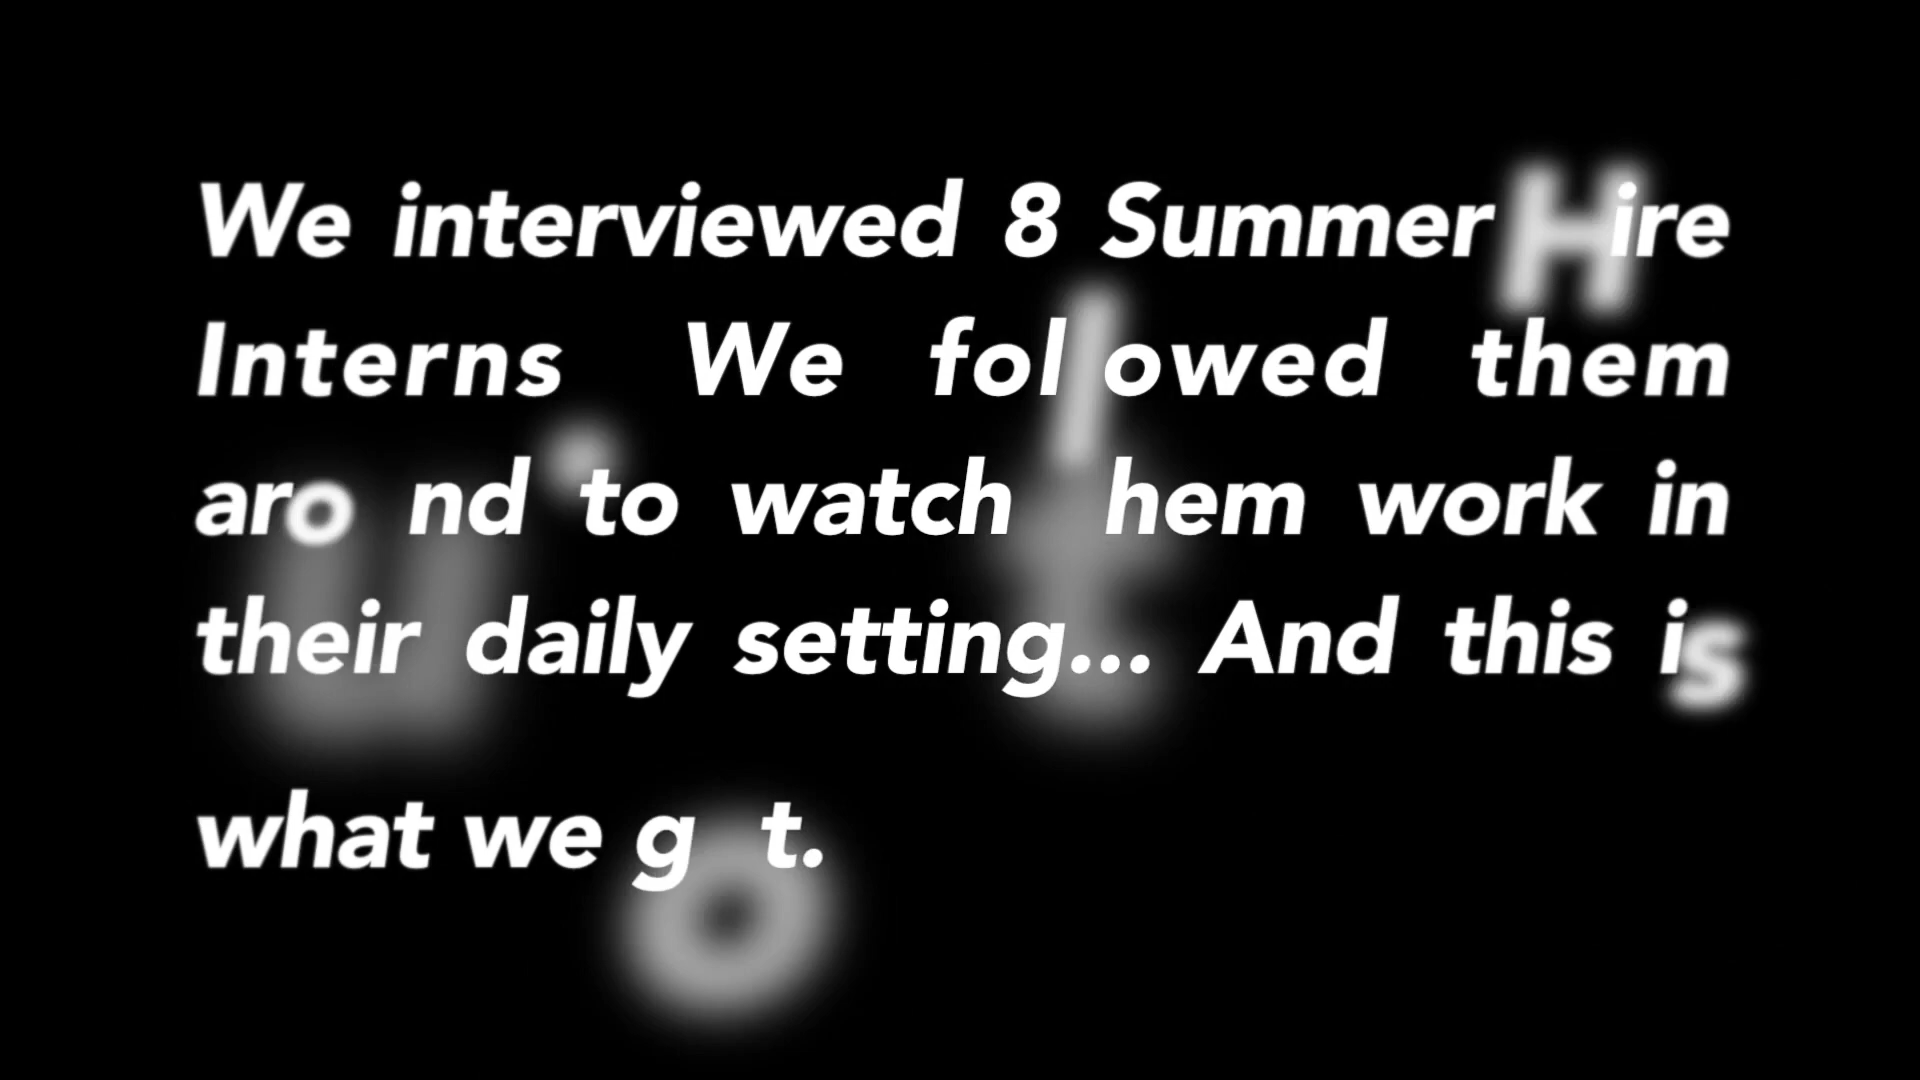 We interviewed 8 Summer Hire
Interns. We followed them
around to watch them work in
their daily setting... And this is
what we got.